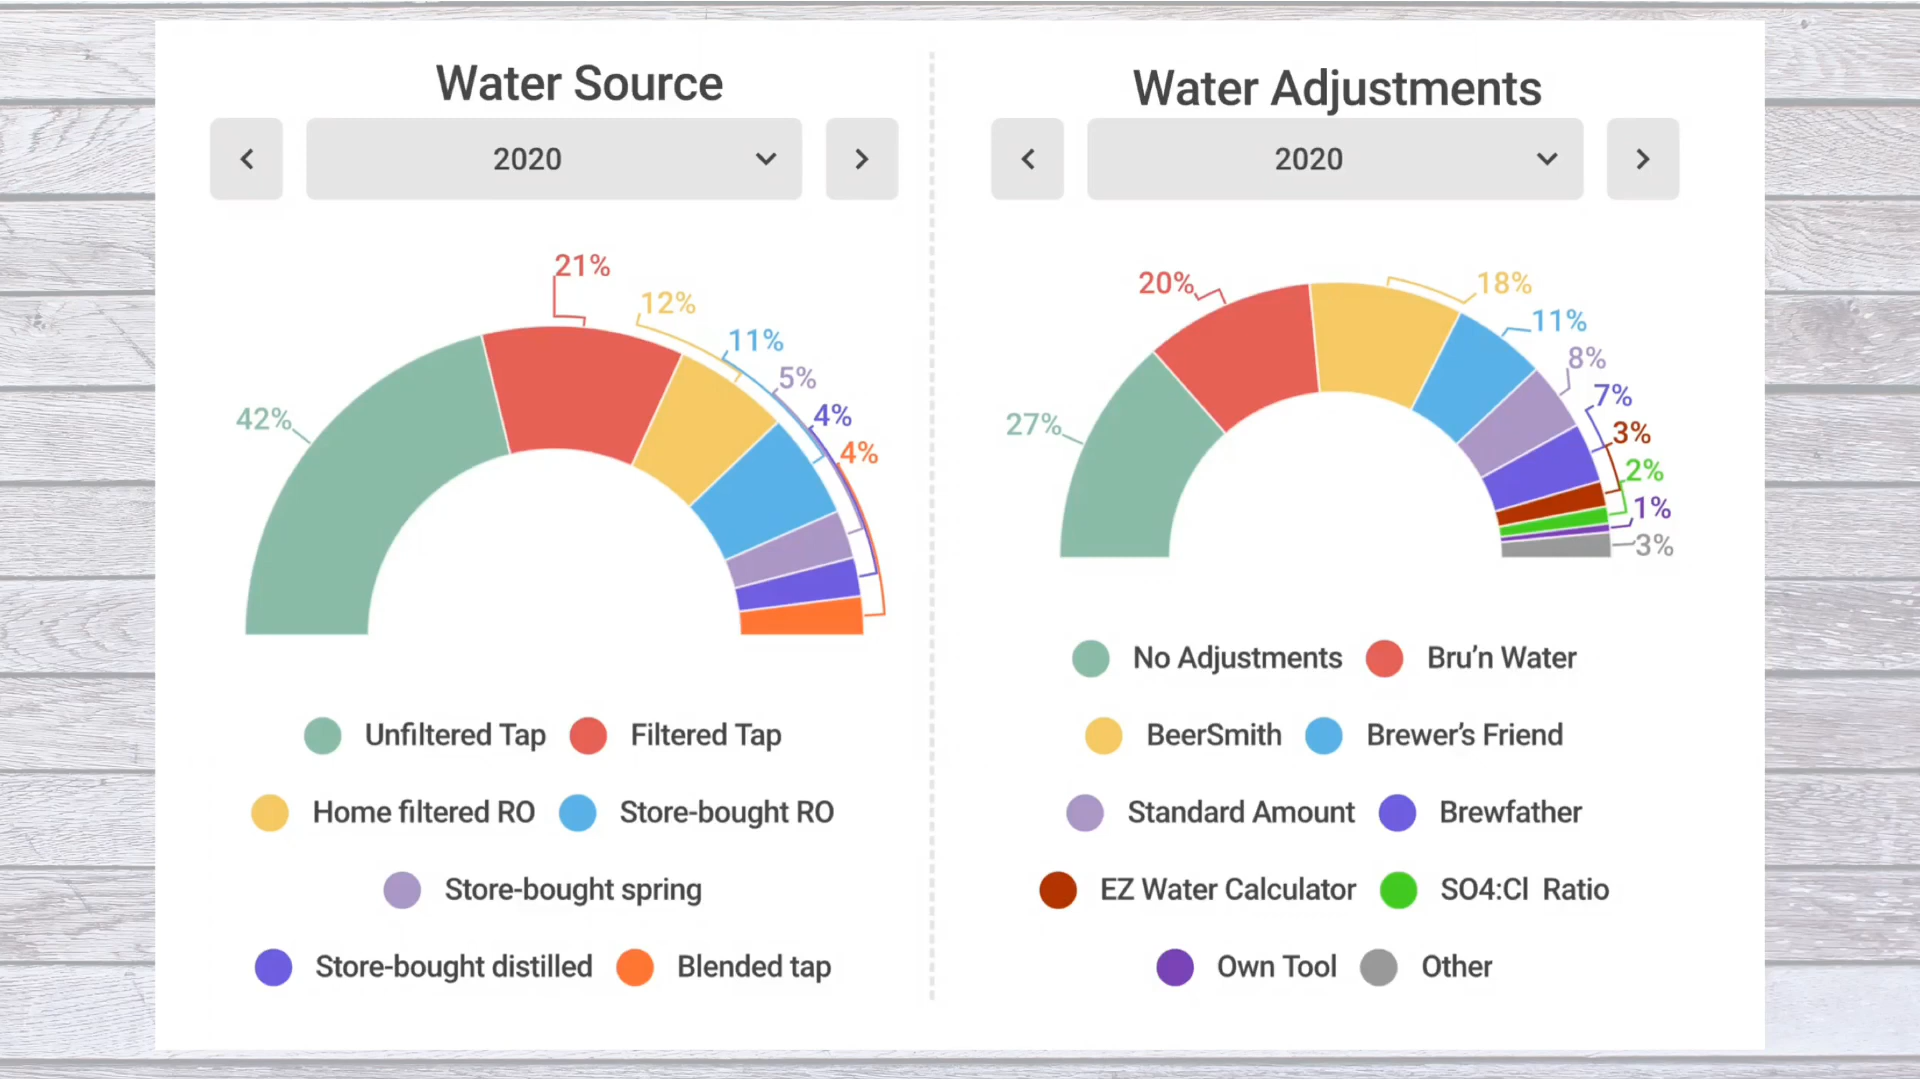 Water Source
2020
21%
12%
11%
5%
42%
4%
4%
Unfiltered Tap
Filtered Tap
Home filtered RO
Store-bought RO
Store-bought spring
Store-bought distilled
Blended tap
Water Adjustments
2020
20%
18%
11%
8%
7%
27%
3%
2%
1%
3%
No Adjustments
Bru’n Water
BeerSmith
Brewer’s Friend
Standard Amount
Brewfather
EZ Water Calculator
SO4:Cl Ratio
Own Tool
Other